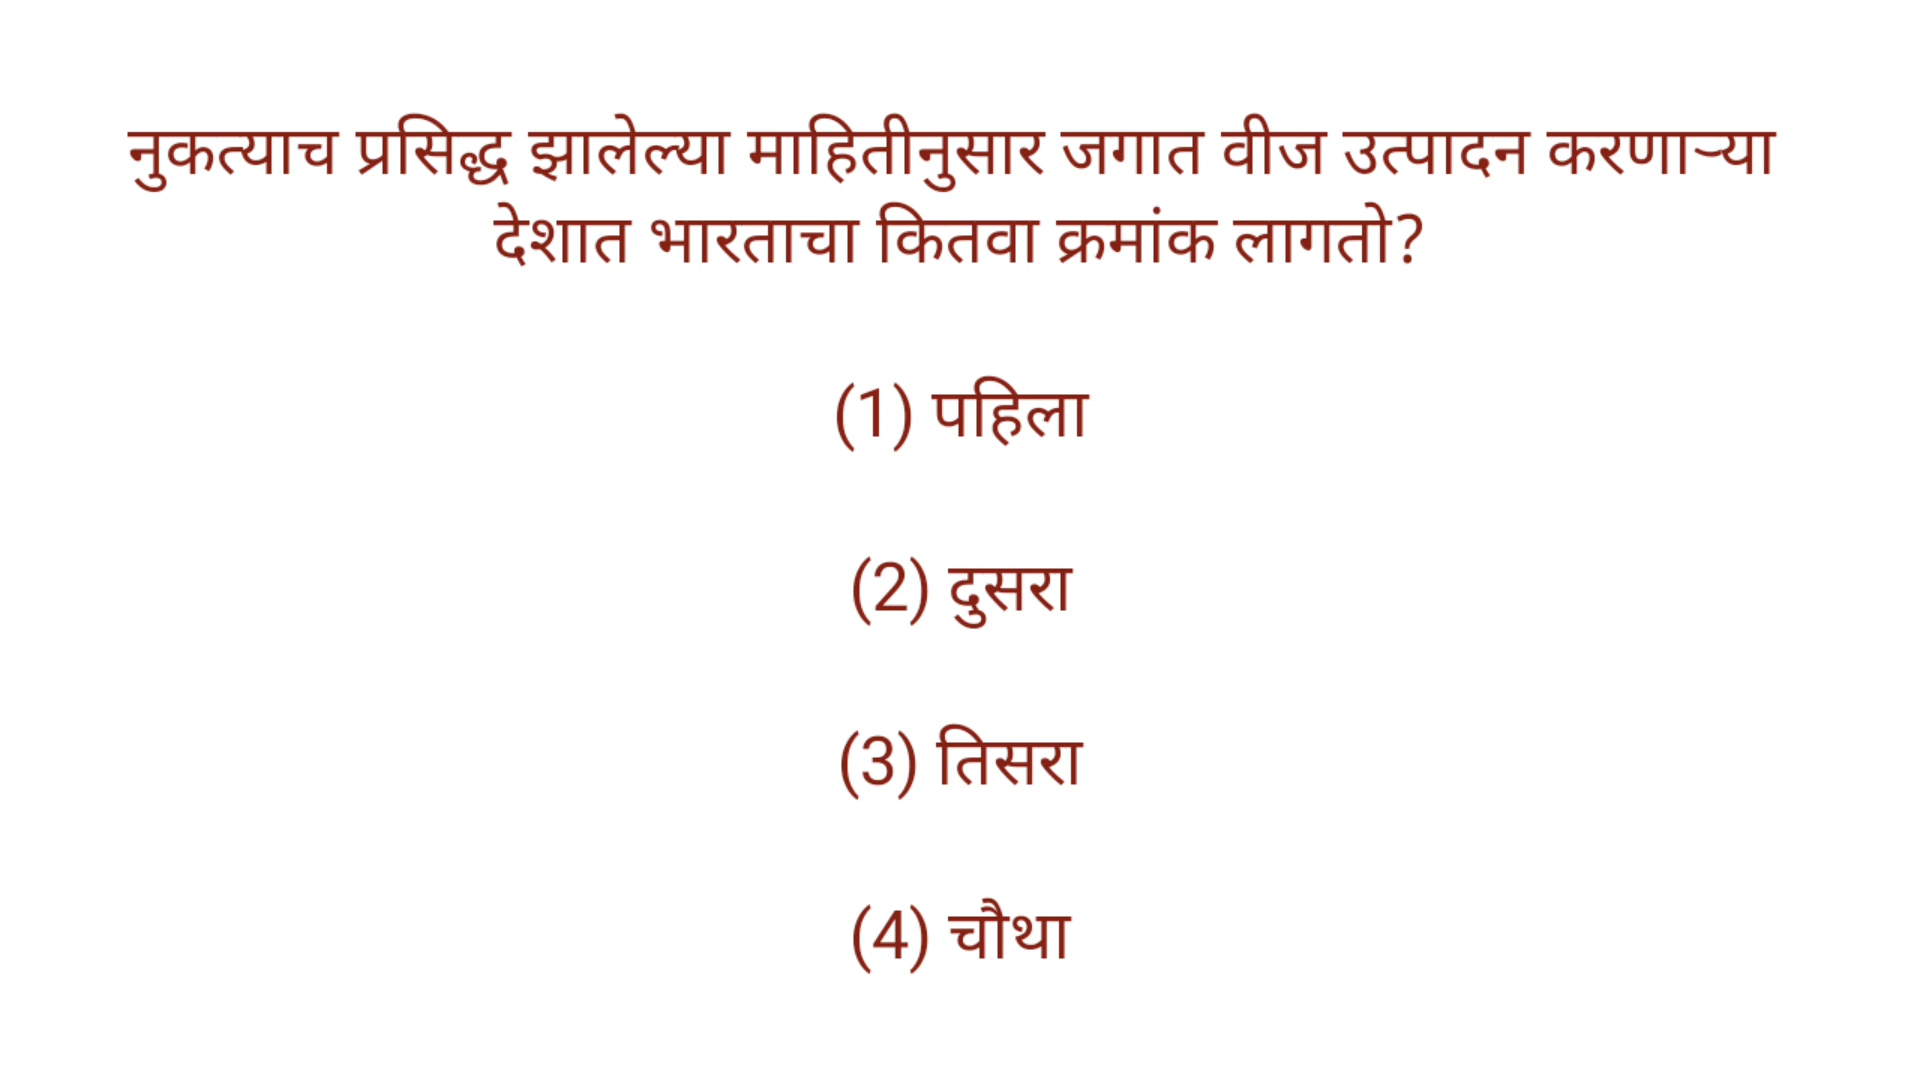 नुकत्याच प्रसिद्ध झालेल्या माहितीनुसार जगात वीज उत्पादन करणाऱ्या
देशात भारताचा कितवा क्रमांक लागतो?
(1) पहिला
(2) दुसरा
(3) तिसरा
(4) चौथा